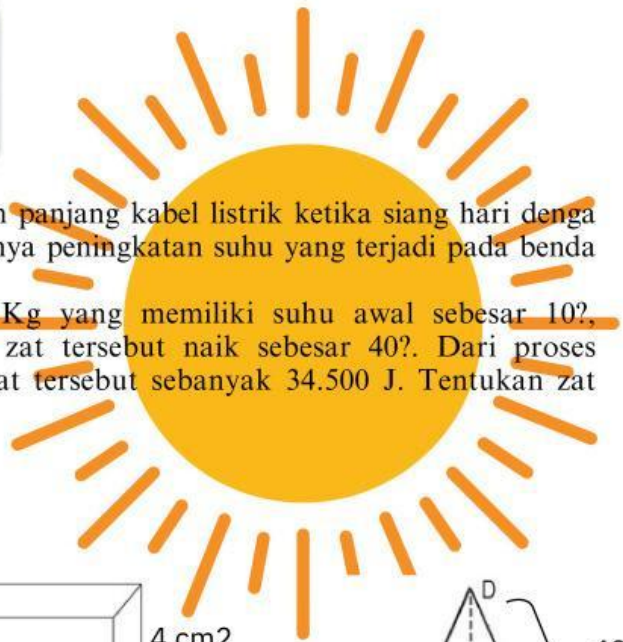 panjang kabel listrik ketika siang hari denga
nya peningkatan suhu yang terjadi pada benda
Kg yang memiliki suhu awal sebesar 10?,
zat tersebut naik sebesar 40?. Dari proses
at tersebut sebanyak 34.500 J. Tentukan zat
D
4 cm2